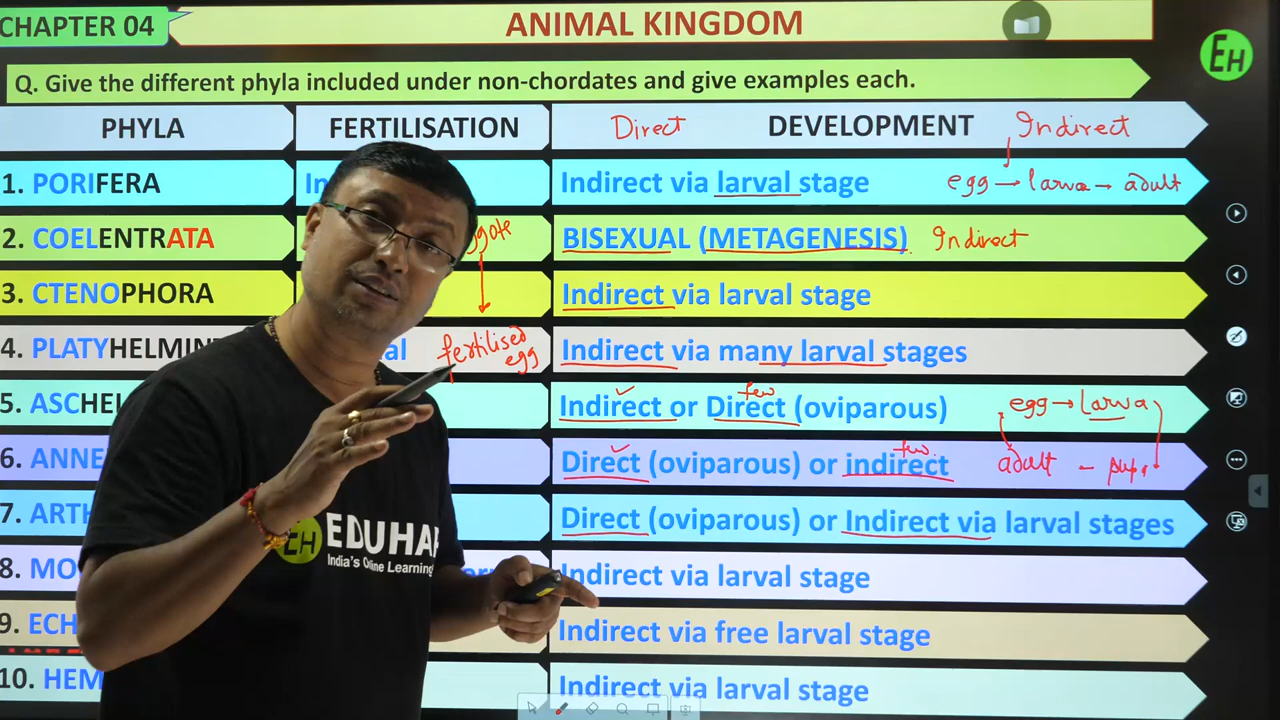 CHAPTER 04
ANIMAL KINGDOM
EH
Q. Give the different phyla included under non-chordates and give examples each.
PHYLA FERTILISATION Direct DEVELOPMENT Indirect
1. PORIFERA In Indirect via larval stage egg → larva → adult
2. COELENTRATA BISEXUAL (METAGENESIS) Indirect
3. CTENOPHORA Indirect via larval stage
4. PLATYHELMIN fertilised Indirect via many larval stages
egg
few
5. ASCHEL Indirect or Direct (oviparous) egg → Larva
few
6. ANNE Direct (oviparous) or indirect adult - pupa
7. ARTH Direct (oviparous) or Indirect via larval stages
EDUHAP
India's Online Learning
8. MO Indirect via larval stage
9. ECH Indirect via free larval stage
10. HEM Indirect via larval stage